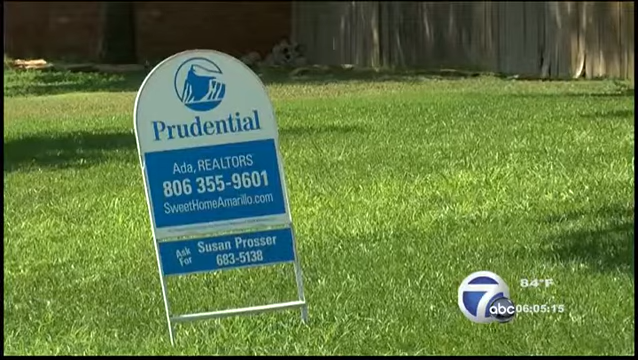 Prudential
Ada, REALTORS
806 355-9601
SweetHomeAmarillo.com
Ask For
Susan Prosser
683-5138
84°F
7
abc 06:05:15